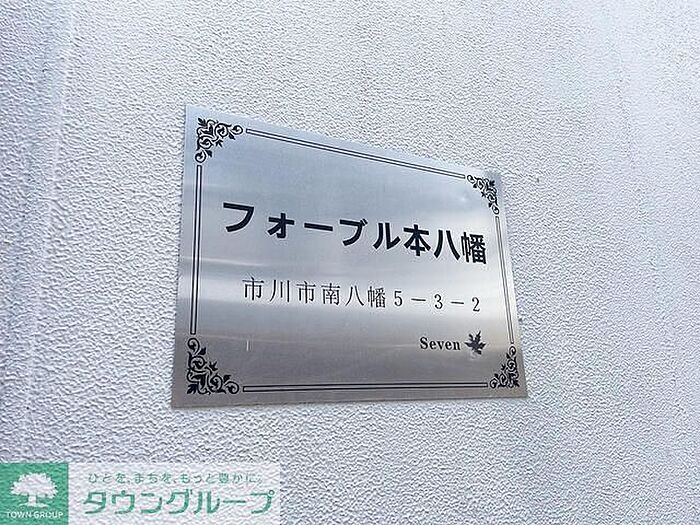 フォーブル本八幡
市川市南八幡5－3－2
Seven
ひとを、まちを、もっと豊かに。
タウングループ
TOWN GROUP